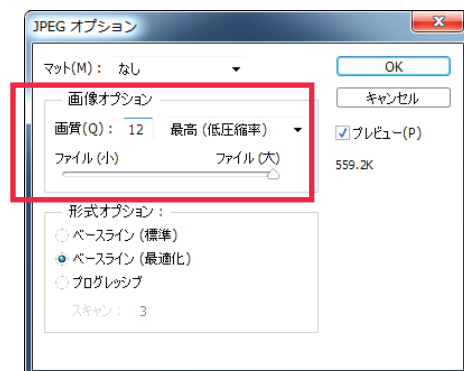 JPEG オプション
マット(M)： なし
OK
キャンセル
プレビュー(P)
559.2K
画像オプション
画質(Q)： 12 最高 (低圧縮率)
ファイル (小) ファイル (大)
形式オプション：
ベースライン (標準)
ベースライン (最適化)
プログレッシブ
スキャン： 3